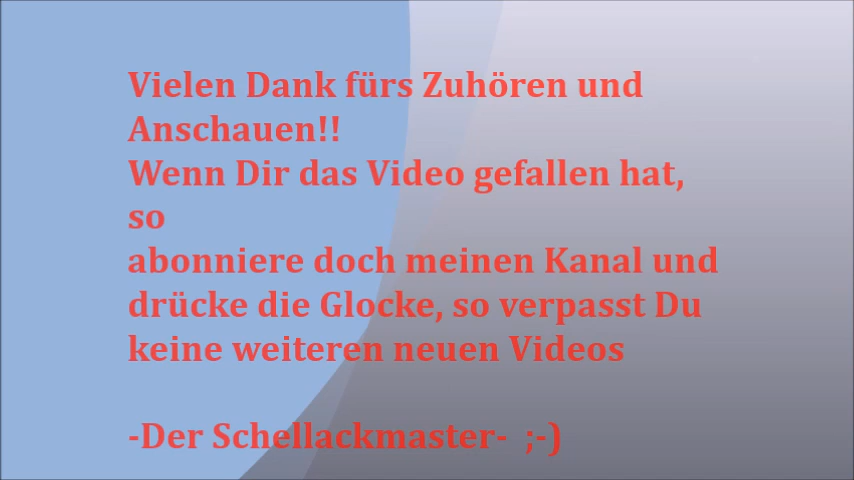 Vielen Dank fürs Zuhören und
Anschauen!!
Wenn Dir das Video gefallen hat,
so
abonniere doch meinen Kanal und
drücke die Glocke, so verpasst Du
keine weiteren neuen Videos
-Der Schellackmaster- ;-)